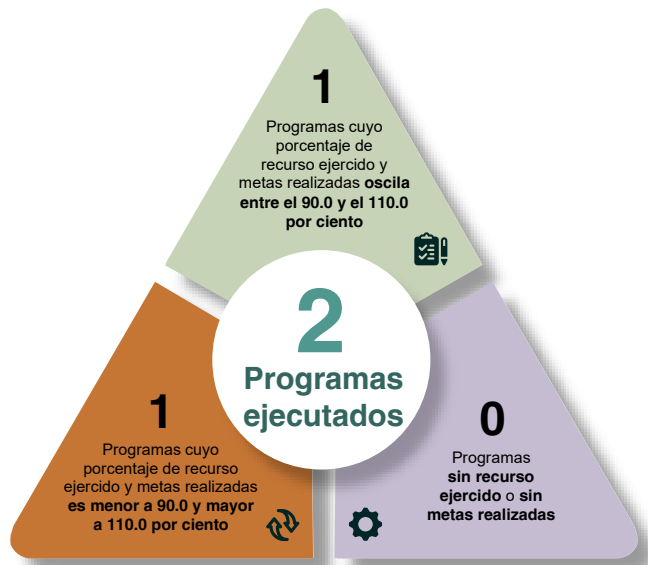 1
Programas cuyo
porcentaje de
recurso ejercido y
metas realizadas oscila
entre el 90.0 y el 110.0
por ciento
2
Programas
ejecutados
1
Programas cuyo
porcentaje de recurso
ejercido y metas realizadas
es menor a 90.0 y mayor
a 110.0 por ciento
0
Programas
sin recurso
ejercido o sin
metas realizadas